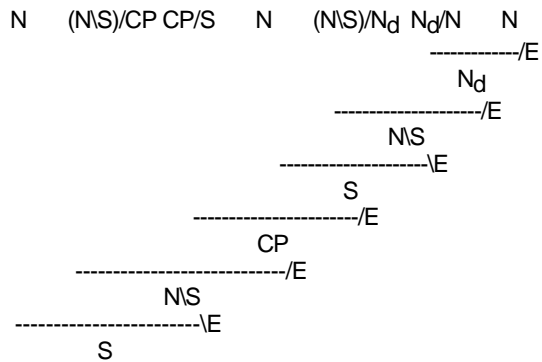 N (N\S)/CP CP/S N (N\S)/Nd Nd/N N
-------------/E
Nd
---------------------/E
N\S
---------------------\E
S
-----------------------/E
CP
-----------------------------/E
N\S
--------------------------\E
S